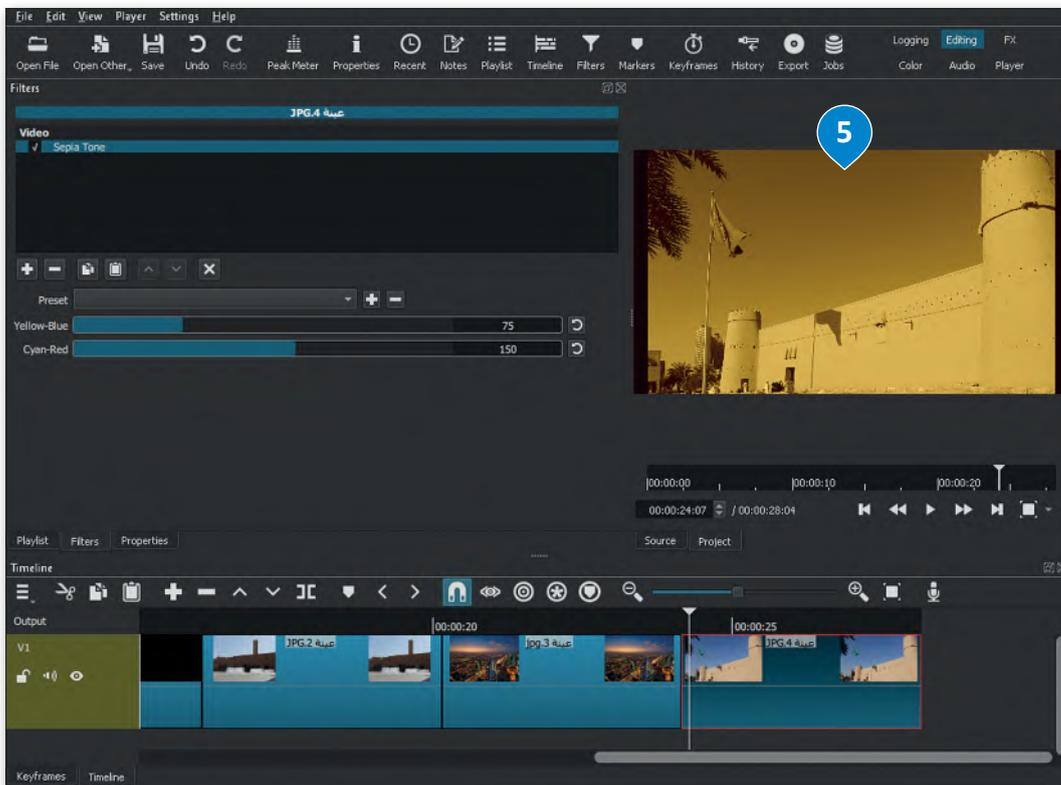 File Edit View Player Settings Help
Open File Open Other Save Undo Redo Peak Meter Properties Recent Notes Playlist Timeline Filters Markers Keyframes History Export Jobs
Logging Editing FX
Color Audio Player
Filters
عينة 4.JPG
Video
Sepia Tone
5
Preset
Yellow-Blue 75
Cyan-Red 150
00:00:00 00:00:10 00:00:20
00:00:24:07 / 00:00:28:04
Playlist Filters Properties
Source Project
Timeline
Output
00:00:20 00:00:25
V1
عينة 2.JPG
عينة 3.jpg
عينة 4.JPG
Keyframes Timeline